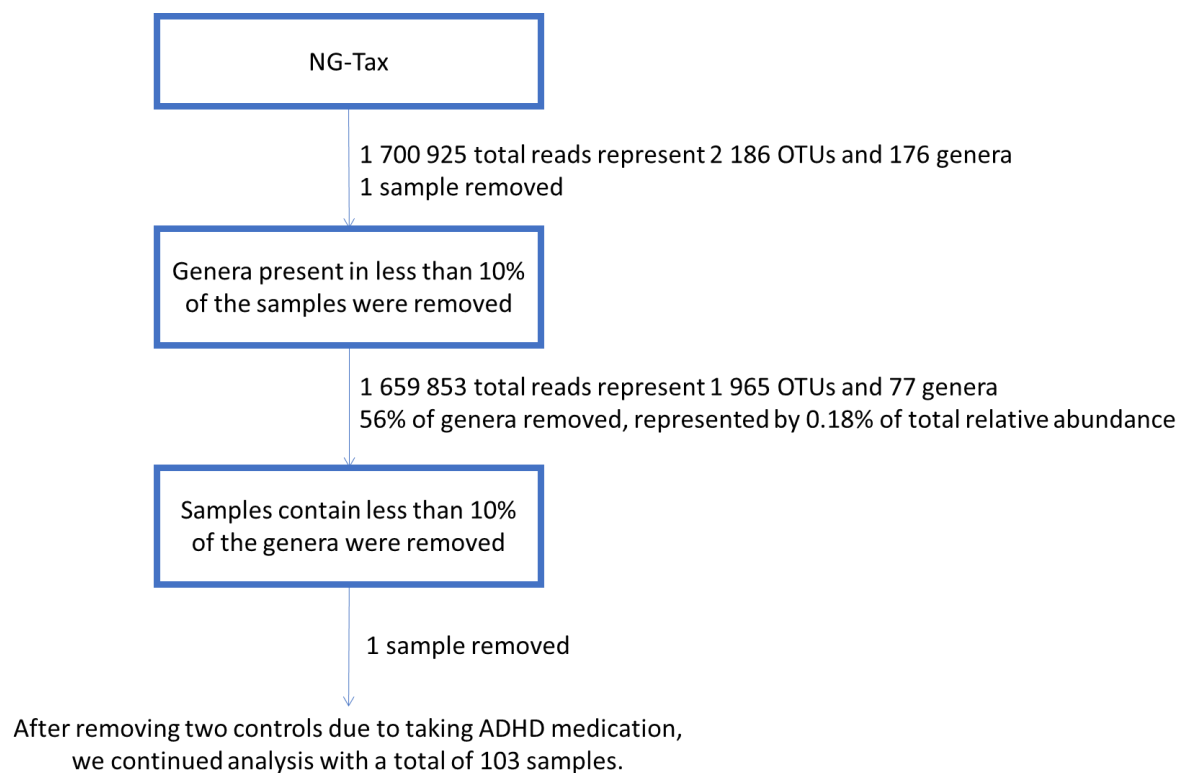 NG-Tax
1 700 925 total reads represent 2 186 OTUs and 176 genera
1 sample removed
Genera present in less than 10%
of the samples were removed
1 659 853 total reads represent 1 965 OTUs and 77 genera
56% of genera removed, represented by 0.18% of total relative abundance
Samples contain less than 10%
of the genera were removed
1 sample removed
After removing two controls due to taking ADHD medication,
we continued analysis with a total of 103 samples.